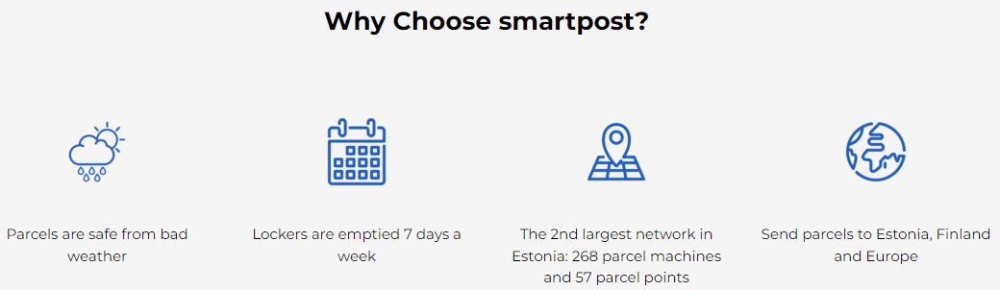 Why Choose smartpost?
Parcels are safe from bad
weather
Lockers are emptied 7 days a
week
The 2nd largest network in
Estonia: 268 parcel machines
and 57 parcel points
Send parcels to Estonia, Finland
and Europe